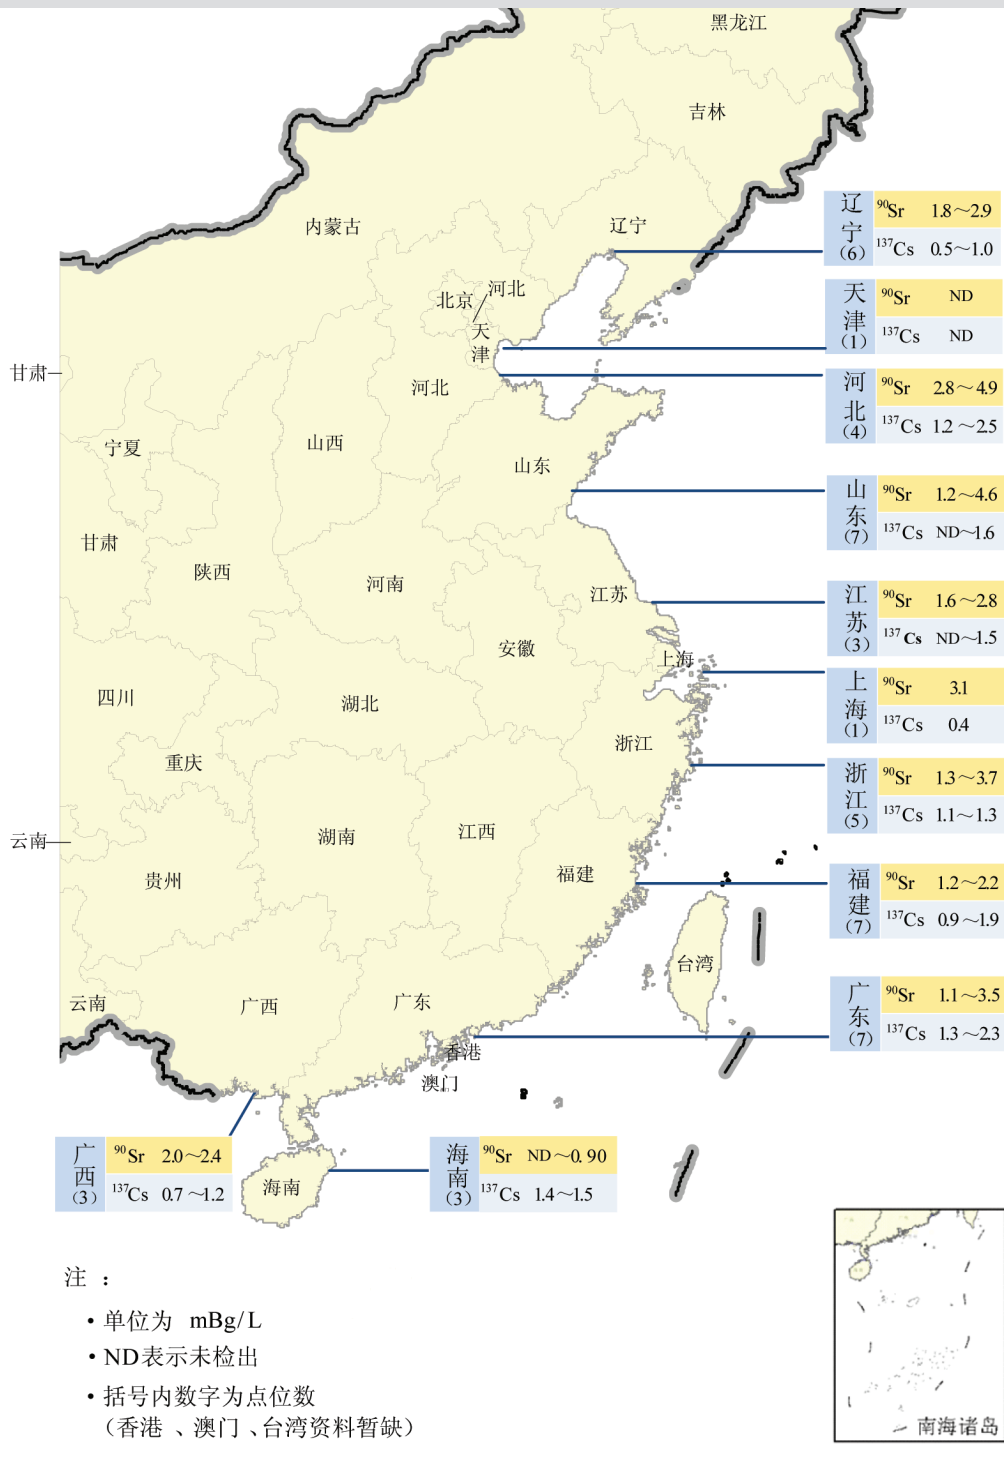 黑龙江
吉林
内蒙古
辽宁
北京
河北
天
津
甘肃
河北
宁夏
山西
山东
甘肃
陕西
河南
江苏
安徽
上海
四川
湖北
浙江
重庆
云南
湖南
江西
贵州
福建
台湾
云南
广西
广东
香港
澳门
海南
辽宁(6)
90Sr 1.8～2.9
137Cs 0.5～1.0
天津(1)
90Sr ND
137Cs ND
河北(4)
90Sr 2.8～4.9
137Cs 1.2～2.5
山东(7)
90Sr 1.2～4.6
137Cs ND～1.6
江苏(3)
90Sr 1.6～2.8
137Cs ND～1.5
上海(1)
90Sr 3.1
137Cs 0.4
浙江(5)
90Sr 1.3～3.7
137Cs 1.1～1.3
福建(7)
90Sr 1.2～2.2
137Cs 0.9～1.9
广东(7)
90Sr 1.1～3.5
137Cs 1.3～2.3
广西(3)
90Sr 2.0～2.4
137Cs 0.7～1.2
海南(3)
90Sr ND～0.90
137Cs 1.4～1.5
注：
·单位为 mBg/L
·ND表示未检出
·括号内数字为点位数
（香港、澳门、台湾资料暂缺）
南海诸岛